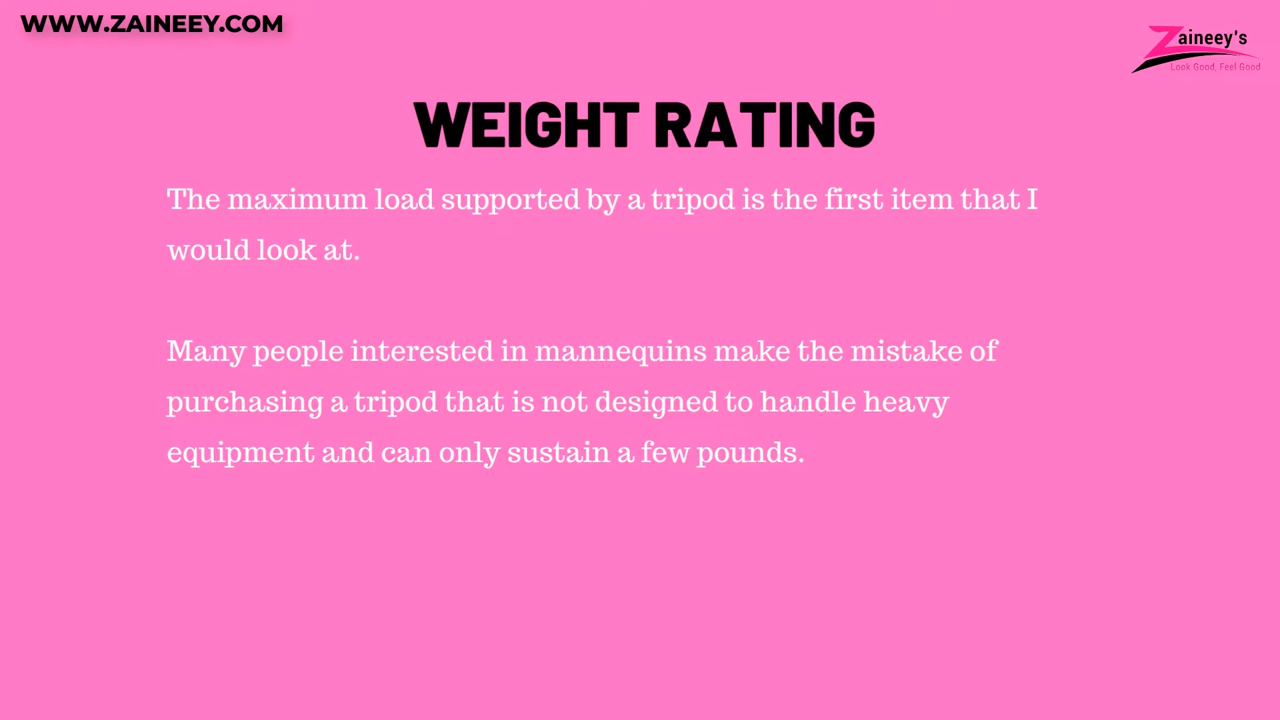 WWW.ZAINEEY.COM
Zaineey's
Look Good, Feel Good
WEIGHT RATING
The maximum load supported by a tripod is the first item that I
would look at.
Many people interested in mannequins make the mistake of
purchasing a tripod that is not designed to handle heavy
equipment and can only sustain a few pounds.